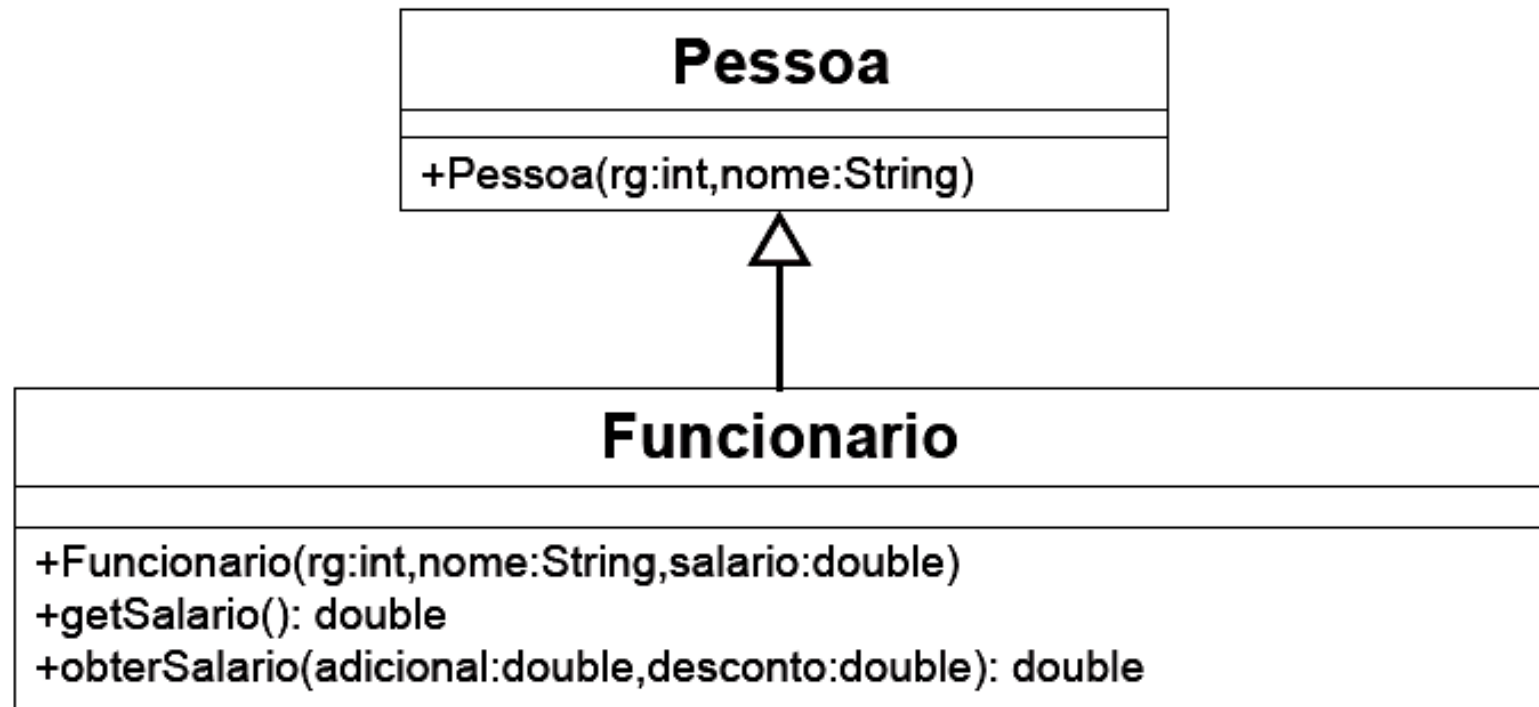 Pessoa
+Pessoa(rg:int,nome:String)
Funcionario
+Funcionario(rg:int,nome:String,salario:double)
+getSalario(): double
+obterSalario(adicional:double,desconto:double): double